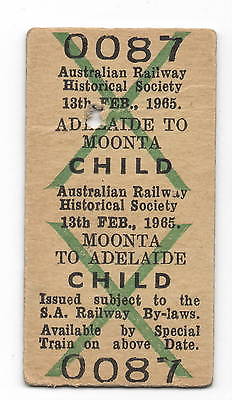 0087
Australian Railway
Historical Society
13th FEB., 1965.
ADELAIDE TO
MOONTA
CHILD
Australian Railway
Historical Society
13th FEB., 1965.
MOONTA
TO ADELAIDE
CHILD
Issued subject to the
S.A. Railway By-laws.
Available by Special
Train on above Date.
0087